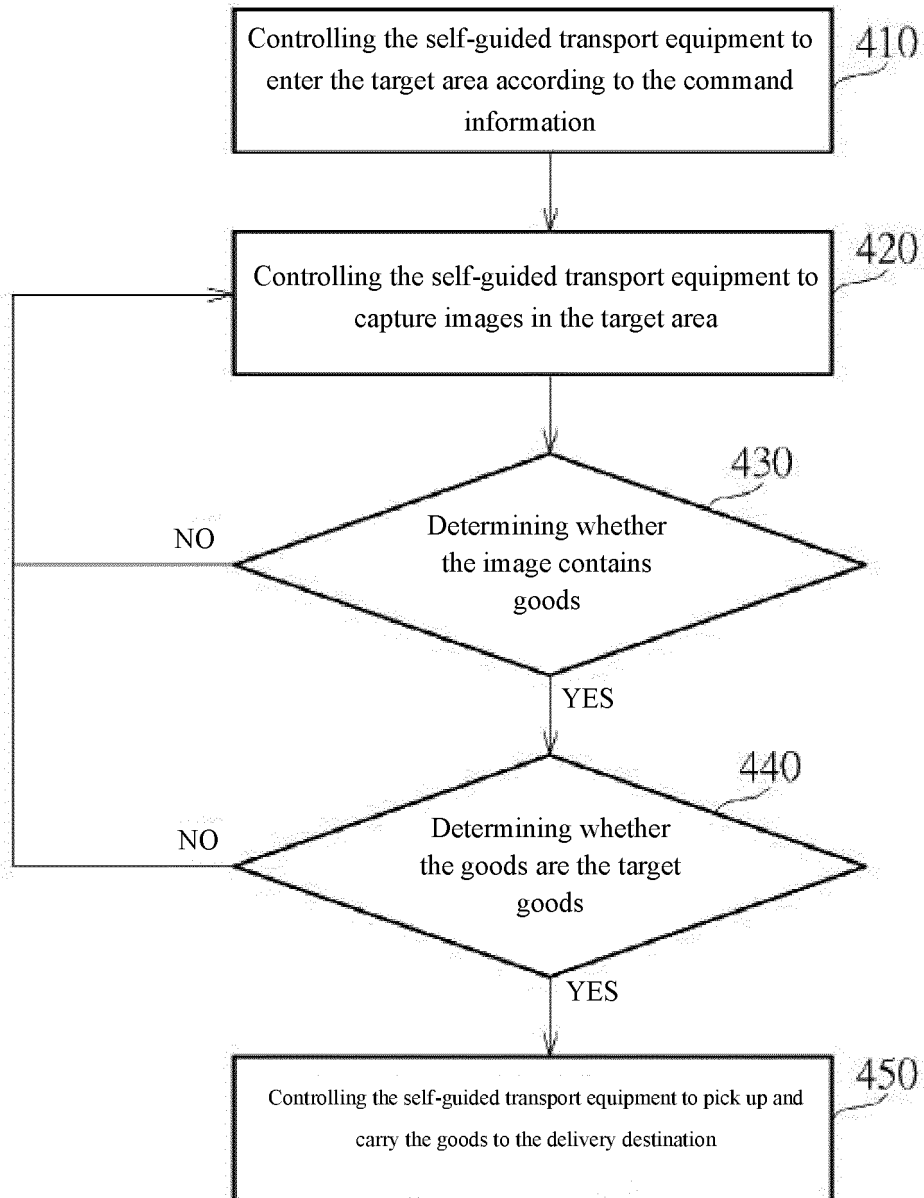 Controlling the self-guided transport equipment to
enter the target area according to the command
information
410
Controlling the self-guided transport equipment to
capture images in the target area
420
430
Determining whether
the image contains
goods
NO
YES
440
Determining whether
the goods are the target
goods
NO
YES
Controlling the self-guided transport equipment to pick up and
carry the goods to the delivery destination
450